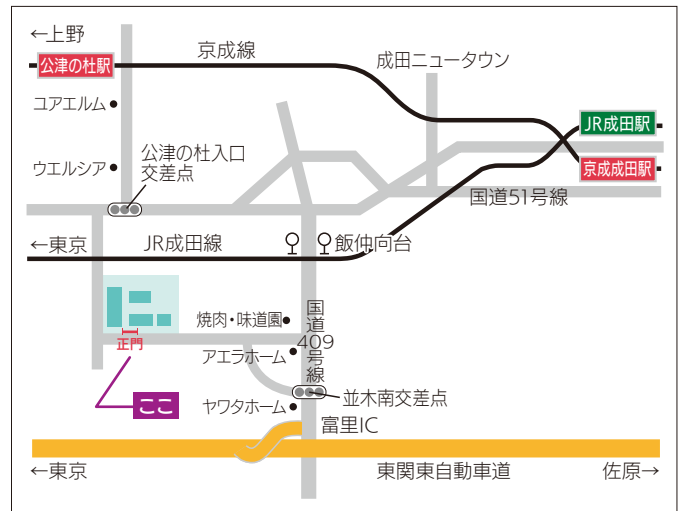 ←上野
京成線
成田ニュータウン
公津の杜駅
ユアエルム
JR成田駅
公津の杜入口
交差点
ウエルシア
京成成田駅
国道51号線
←東京
JR成田線
飯仲向台
焼肉・味道園
国道409号線
正門
アエラホーム
ここ
ヤワタホーム
並木南交差点
富里IC
←東京
東関東自動車道
佐原→